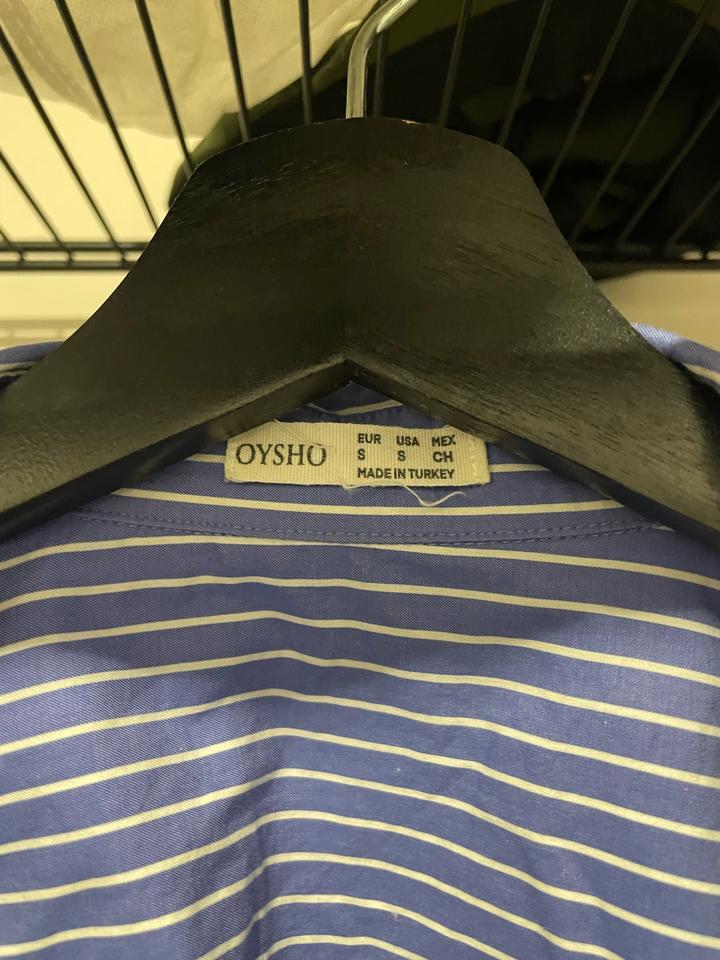 OYSHO
EUR USA MEX
S S CH
MADE IN TURKEY